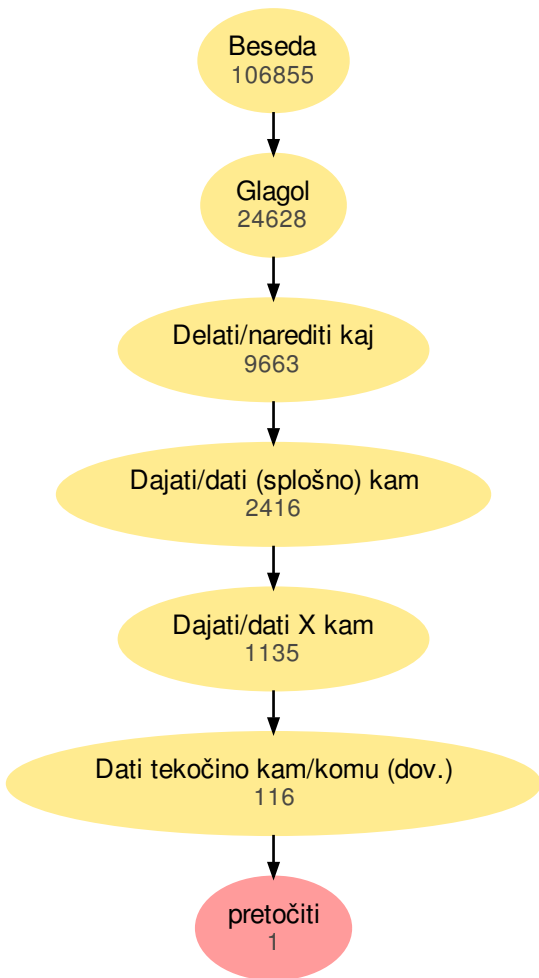 Beseda
106855
Glagol
24628
Delati/narediti kaj
9663
Dajati/dati (splošno) kam
2416
Dajati/dati X kam
1135
Dati tekočino kam/komu (dov.)
116
pretočiti
1